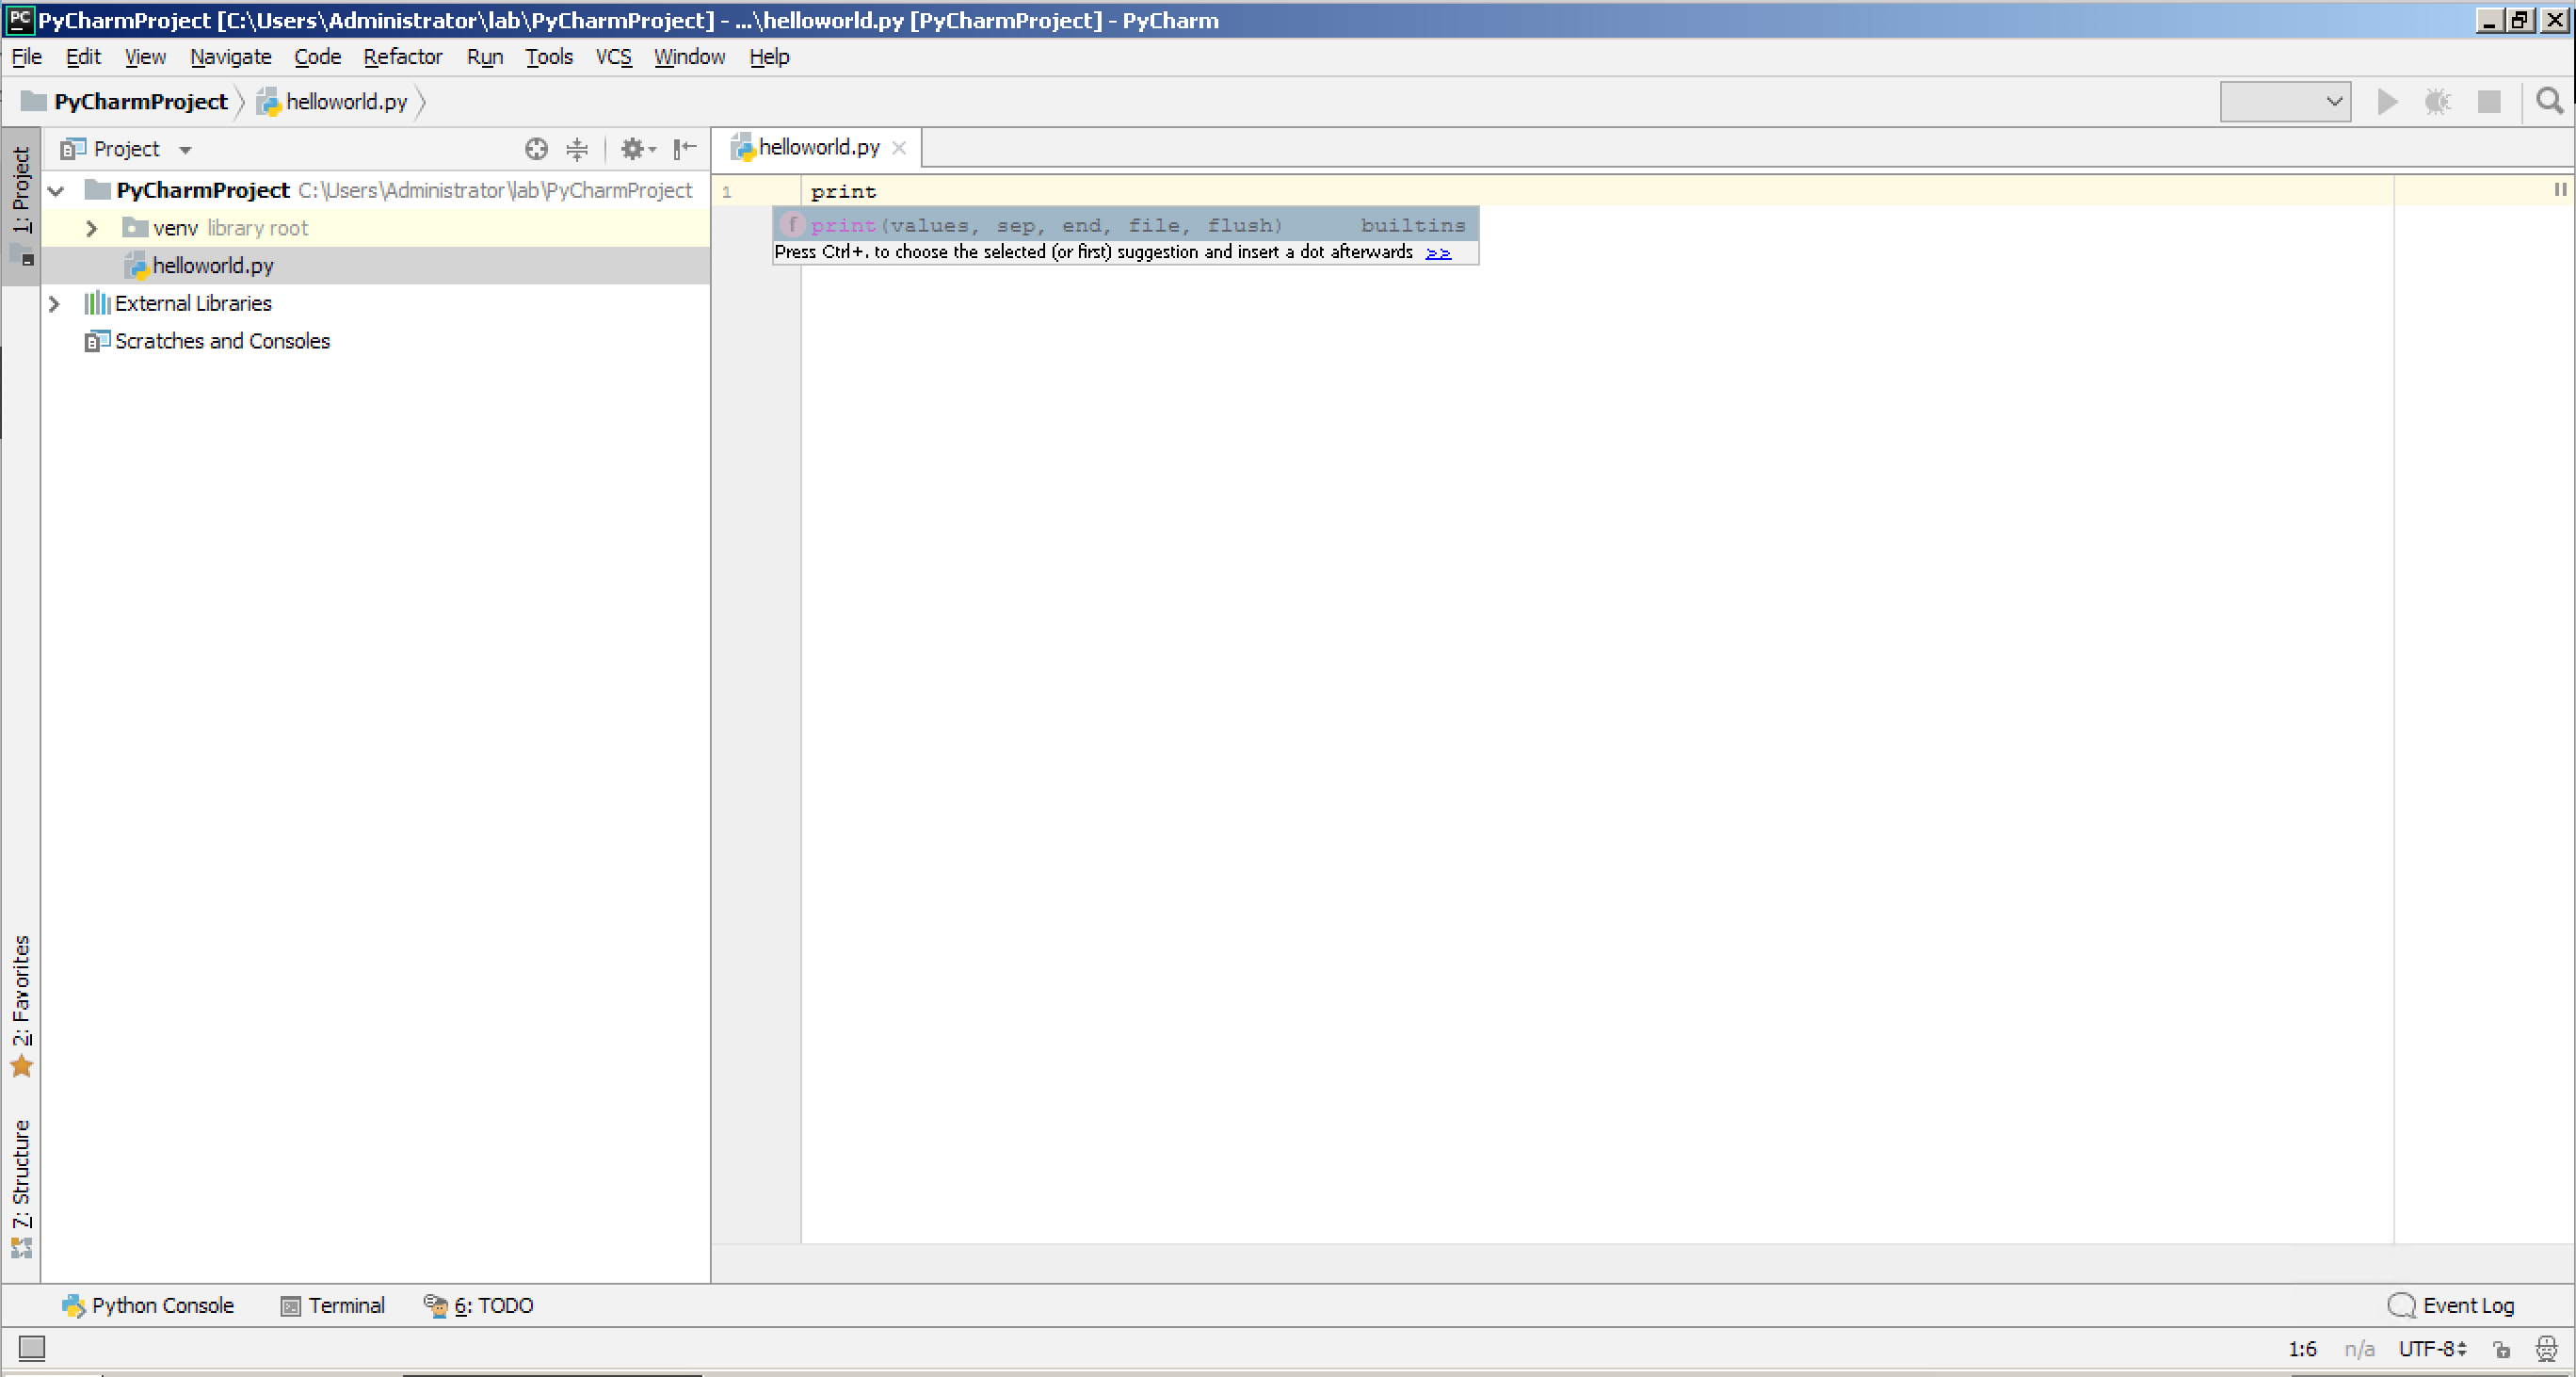 PC PyCharmProject [C:\Users\Administrator\lab\PyCharmProject] - ...\helloworld.py [PyCharmProject] - PyCharm
File Edit View Navigate Code Refactor Run Tools VCS Window Help
PyCharmProject helloworld.py
1: Project
Project
helloworld.py
PyCharmProject C:\Users\Administrator\lab\PyCharmProject
venv library root
helloworld.py
External Libraries
Scratches and Consoles
1 print
f print(values, sep, end, file, flush) builtins
Press Ctrl+. to choose the selected (or first) suggestion and insert a dot afterwards >>
2: Favorites
7: Structure
Python Console Terminal 6: TODO Event Log
1:6 n/a UTF-8